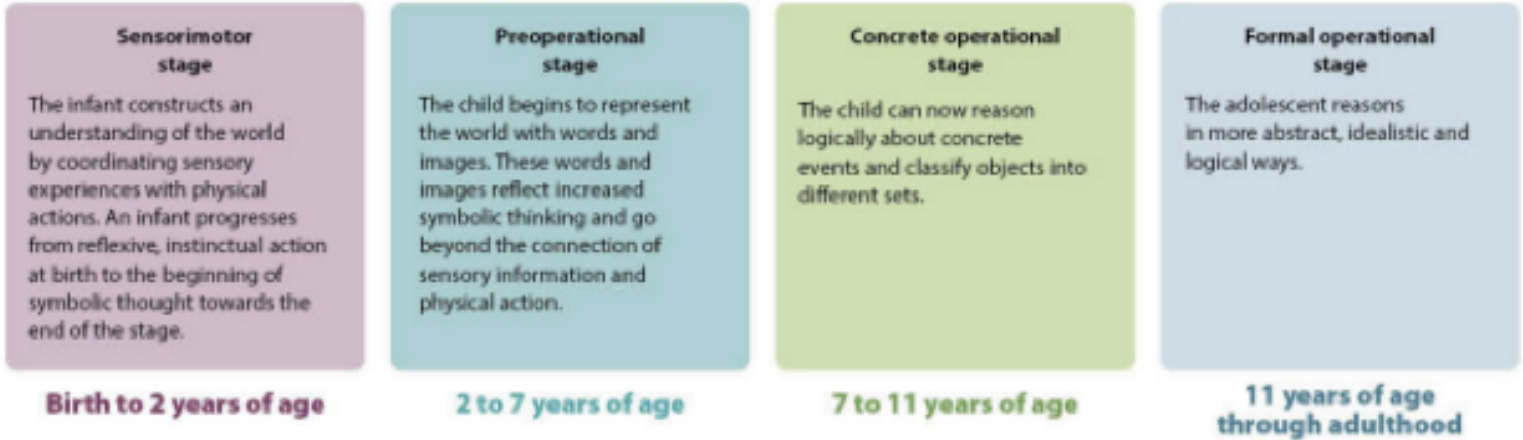 Sensorimotor
stage
The infant constructs an
understanding of the world
by coordinating sensory
experiences with physical
actions. An infant progresses
from reflexive, instinctual action
at birth to the beginning of
symbolic thought towards the
end of the stage.
Birth to 2 years of age
Preoperational
stage
The child begins to represent
the world with words and
images. These words and
images reflect increased
symbolic thinking and go
beyond the connection of
sensory information and
physical action.
2 to 7 years of age
Concrete operational
stage
The child can now reason
logically about concrete
events and classify objects into
different sets.
7 to 11 years of age
Formal operational
stage
The adolescent reasons
in more abstract, idealistic and
logical ways.
11 years of age
through adulthood